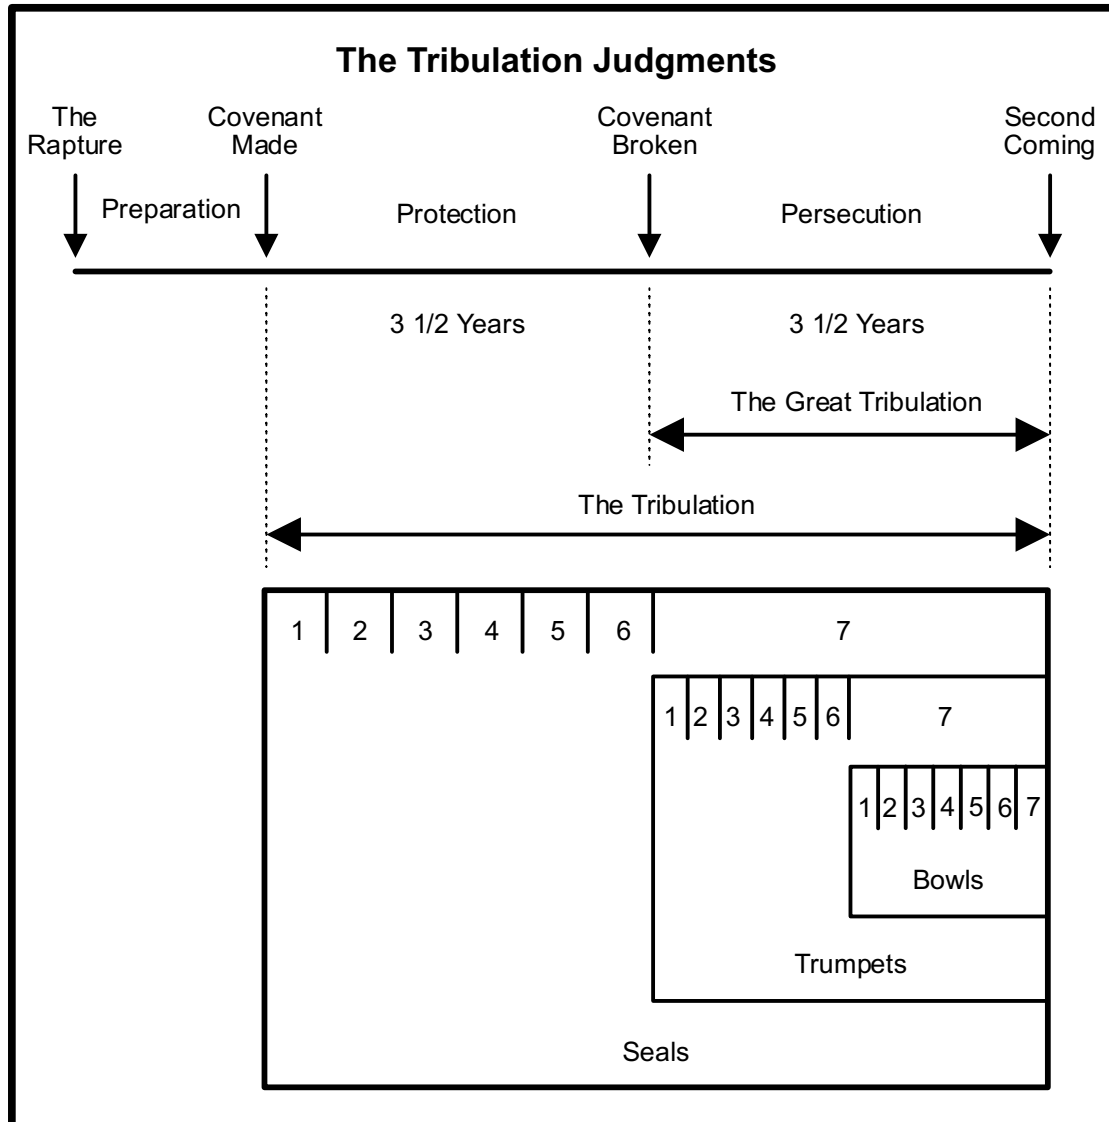 The Tribulation Judgments
The
Rapture
Covenant
Made
Covenant
Broken
Second
Coming
Preparation
Protection
Persecution
3 1/2 Years
3 1/2 Years
The Great Tribulation
The Tribulation
1 2 3 4 5 6 7
1 2 3 4 5 6 7
1 2 3 4 5 6 7
Bowls
Trumpets
Seals